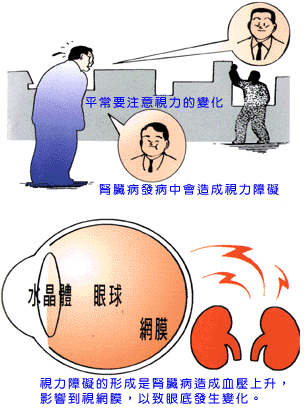 平常要注意視力的變化
腎臟病發病中會造成視力障礙
水晶體 眼球
網膜
視力障礙的形成是腎臟病造成血壓上升，
影響到視網膜，以致眼底發生變化。